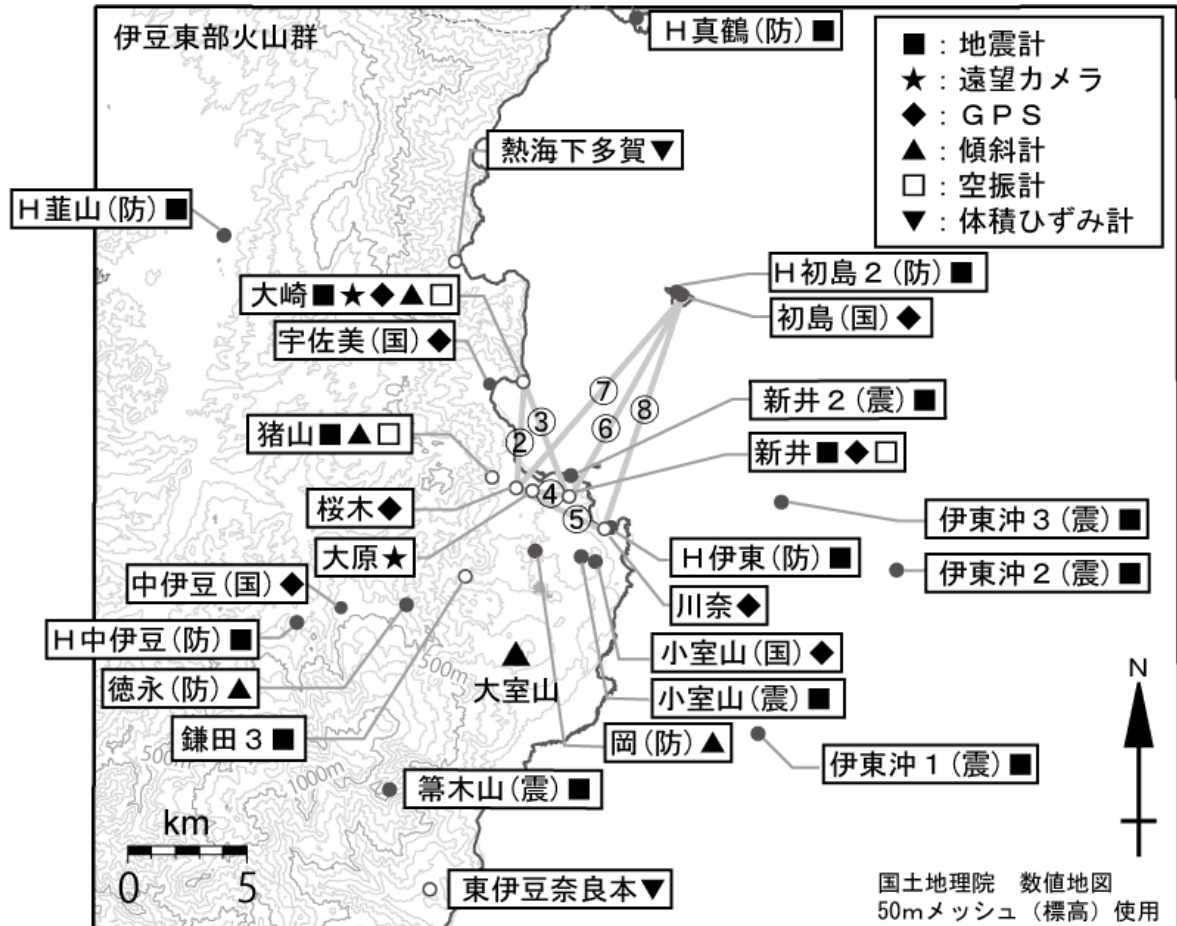 伊豆東部火山群
H真鶴(防)■
■：地震計
★：遠望カメラ
◆：ＧＰＳ
▲：傾斜計
□：空振計
▼：体積ひずみ計
熱海下多賀▼
H韮山(防)■
大崎■★◆▲□
宇佐美(国)◆
H初島２(防)■
初島(国)◆
⑦
③
⑧
②
⑥
新井２(震)■
猪山■▲□
新井■◆□
④
桜木◆
⑤
伊東沖３(震)■
大原★
H伊東(防)■
伊東沖２(震)■
中伊豆(国)◆
川奈◆
H中伊豆(防)■
小室山(国)◆
500m
徳永(防)▲
大室山
小室山(震)■
N
鎌田３■
岡(防)▲
500m
伊東沖１(震)■
1000m
箒木山(震)■
km
0 5
東伊豆奈良本▼
国土地理院　数値地図
50mメッシュ（標高）使用